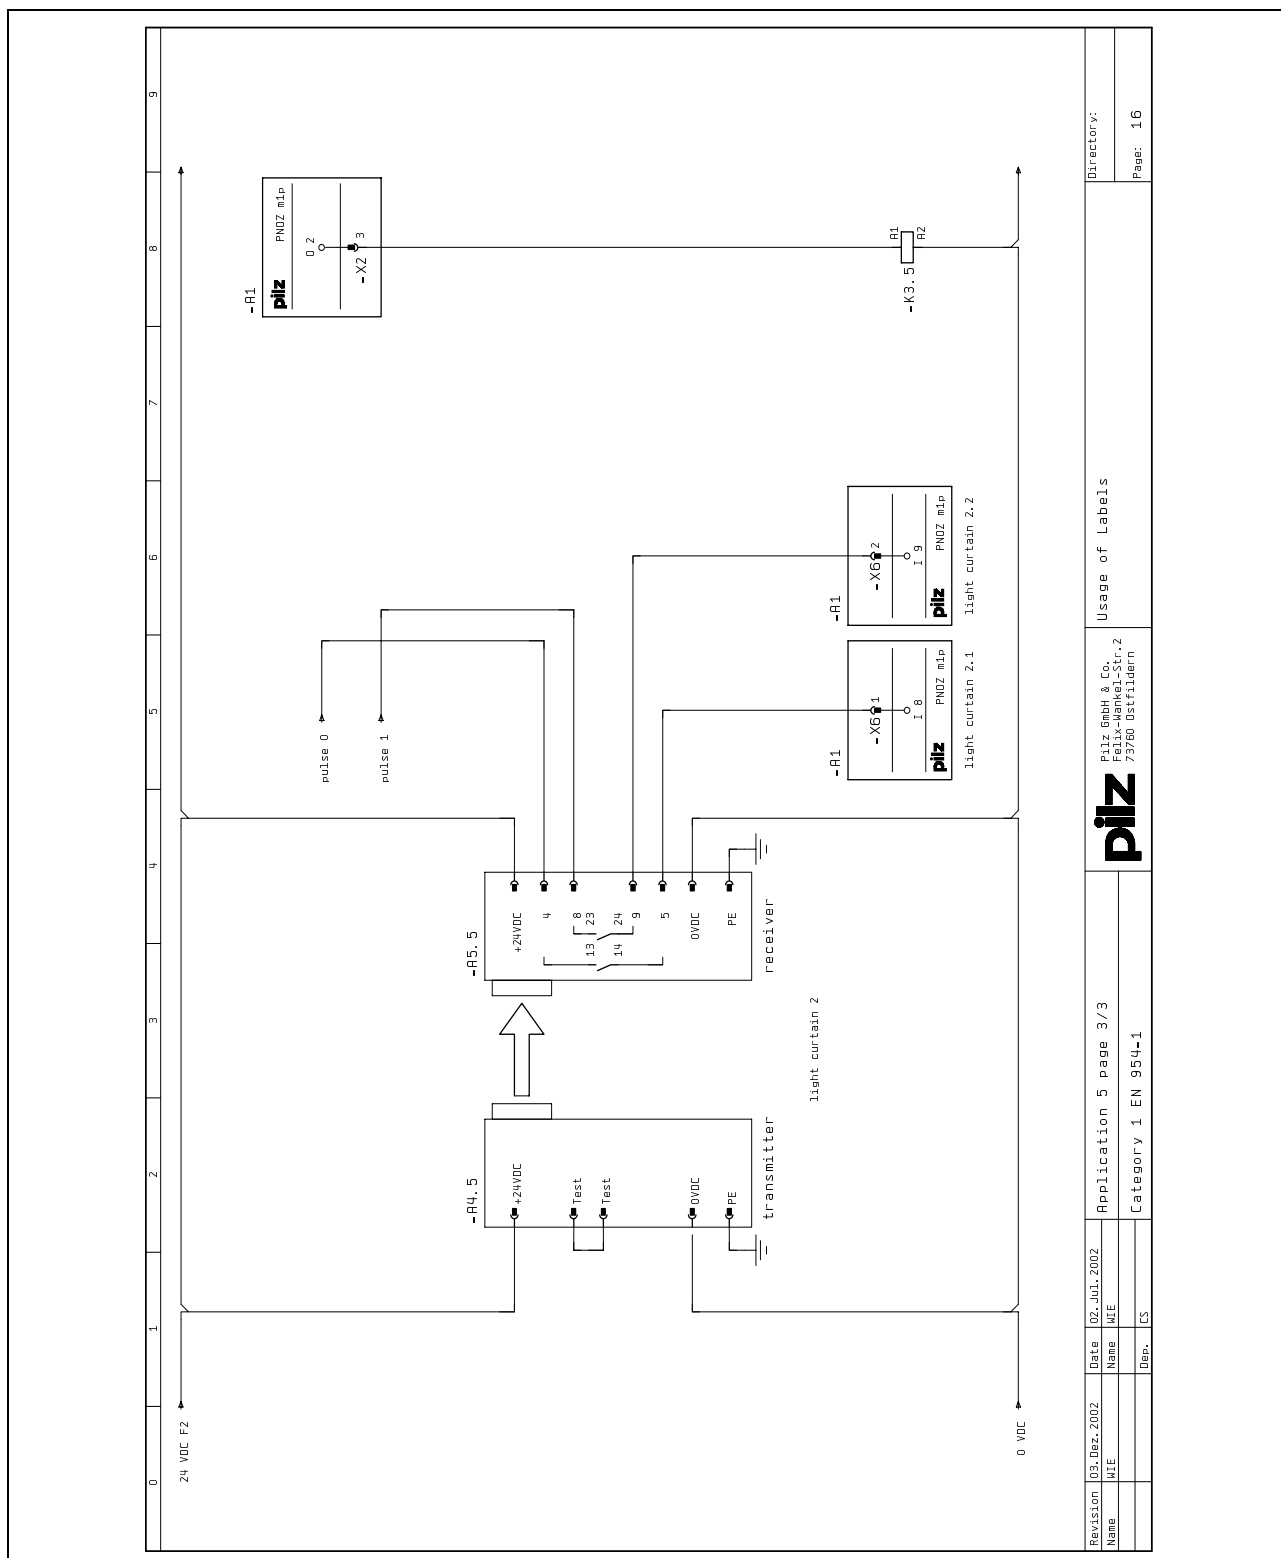 0
1
2
3
4
5
6
7
8
9
24 VDC F2
-A1
pilz
PNOZ m1p
O 2
-X2
3
pulse 0
pulse 1
-A4.5
+24VDC
Test
Test
0VDC
PE
transmitter
light curtain 2
-A5.5
+24VDC
4
8
23
24
9
13
14
5
0VDC
PE
receiver
-A1
-X6
1
I 8
pilz
PNOZ m1p
light curtain 2.1
-A1
-X6
2
I 9
pilz
PNOZ m1p
light curtain 2.2
-K3.5
A1
A2
0 VDC
Revision
03.Dez.2002
Date
02.Jul.2002
Name
WIE
Name
WIE
Dep.
CS
Application 5 page 3/3
Category 1 EN 954-1
pilz
Pilz GmbH & Co.
Felix-Wankel-Str.2
73760 Ostfildern
Usage of Labels
Directory:
Page: 16